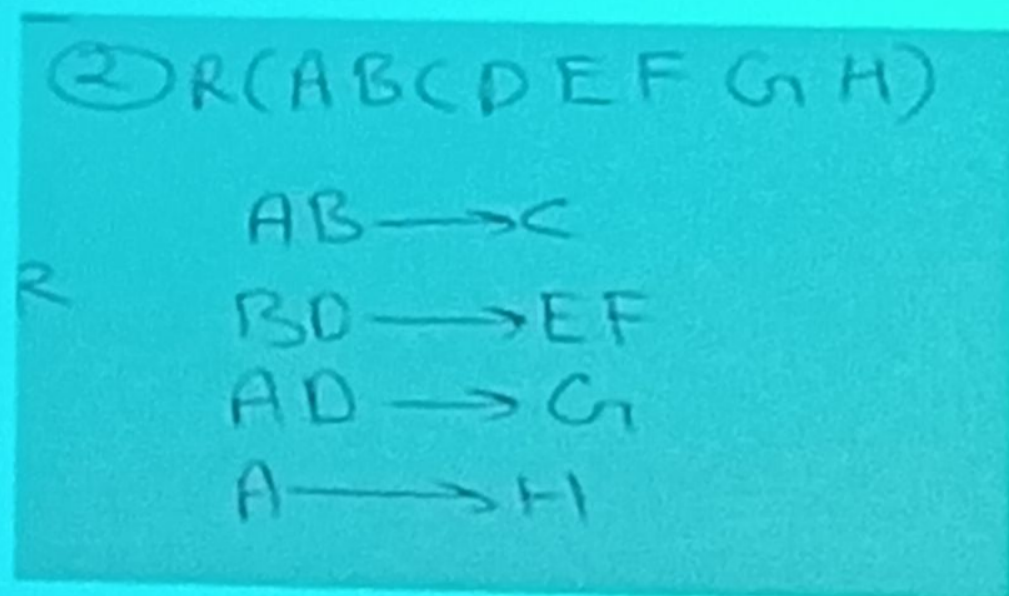 ② R(ABCDEFGH)
AB→C
R
BD→EF
AD→G
A→H